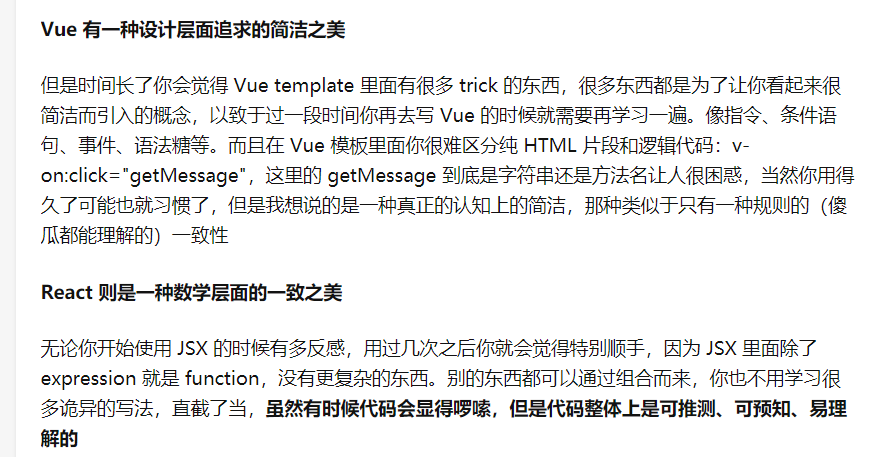 Vue 有一种设计层面追求的简洁之美
但是时间长了你会觉得 Vue template 里面有很多 trick 的东西，很多东西都是为了让你看起来很
简洁而引入的概念，以致于过一段时间你再去写 Vue 的时候就需要再学习一遍。像指令、条件语
句、事件、语法糖等。而且在 Vue 模板里面你很难区分纯 HTML 片段和逻辑代码：v-
on:click="getMessage"，这里的 getMessage 到底是字符串还是方法名让人很困惑，当然你用得
久了可能也就习惯了，但是我想说的是一种真正的认知上的简洁，那种类似于只有一种规则的（傻
瓜都能理解的）一致性
React 则是一种数学层面的一致之美
无论你开始使用 JSX 的时候有多反感，用过几次之后你就会觉得特别顺手，因为 JSX 里面除了
expression 就是 function，没有更复杂的东西。别的东西都可以通过组合而来，你也不用学习很
多诡异的写法，直截了当，虽然有时候代码会显得啰嗦，但是代码整体上是可推测、可预知、易理
解的